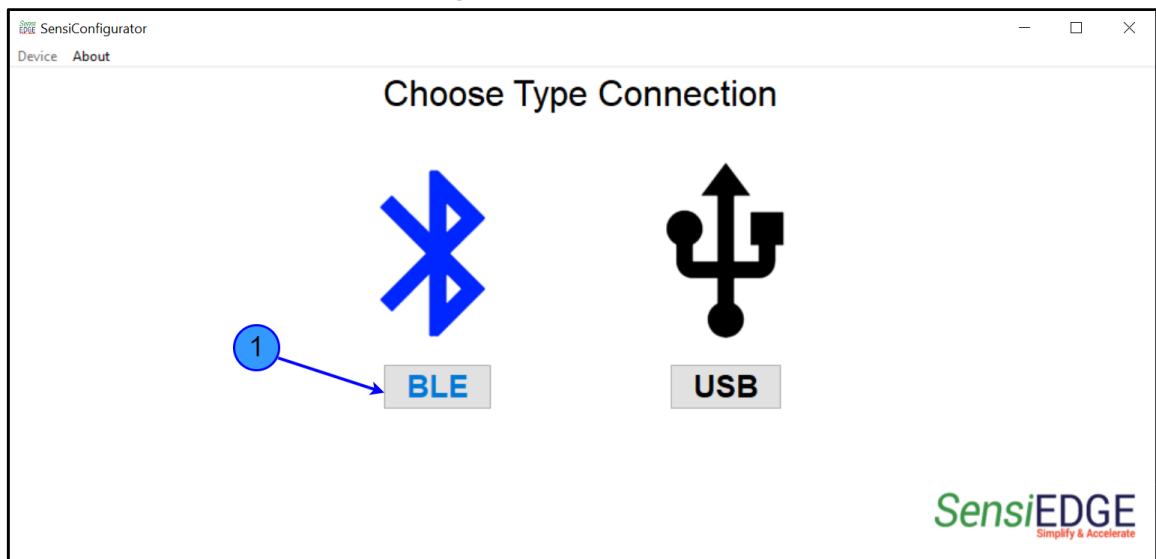 SensiConfigurator
Device About
Choose Type Connection
1
BLE USB
SensiEDGE
Simplify & Accelerate